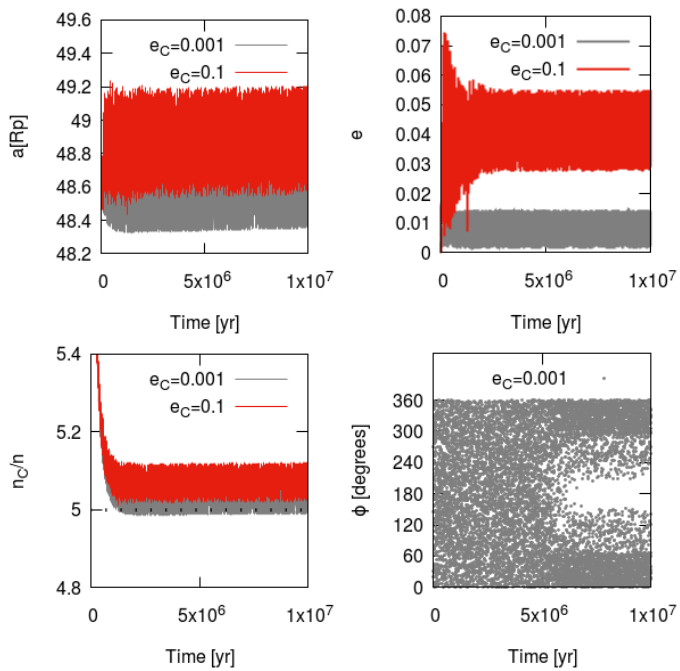 49.6
49.4
49.2
49
48.8
48.6
48.4
48.2
a[Rp]
e_C=0.001
e_C=0.1
0
5x10^6
1x10^7
Time [yr]
0.08
0.07
0.06
0.05
0.04
0.03
0.02
0.01
0
e
e_C=0.001
e_C=0.1
0
5x10^6
1x10^7
Time [yr]
5.4
5.2
5
4.8
n_C/n
e_C=0.001
e_C=0.1
0
5x10^6
1x10^7
Time [yr]
360
300
240
180
120
60
0
ϕ [degrees]
e_C=0.001
0
5x10^6
1x10^7
Time [yr]